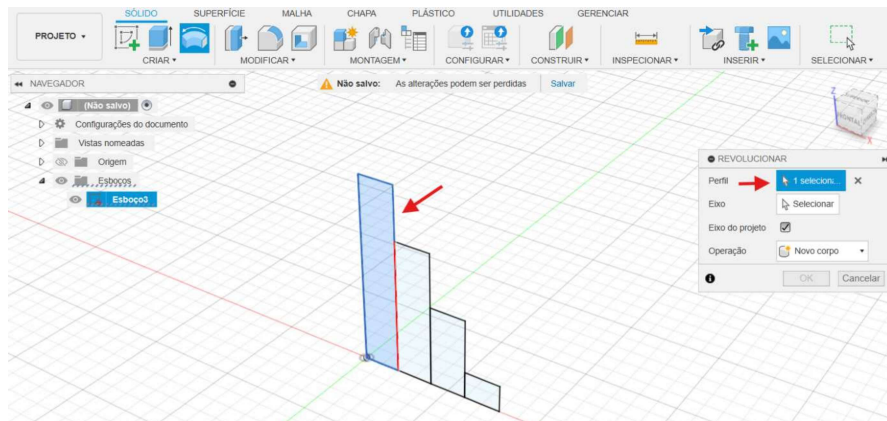 SÓLIDO SUPERFÍCIE MALHA CHAPA PLÁSTICO UTILIDADES GERENCIAR
PROJETO
CRIAR MODIFICAR MONTAGEM CONFIGURAR CONSTRUIR INSPECIONAR INSERIR SELECIONAR
NAVEGADOR
Não salvo: As alterações podem ser perdidas Salvar
(Não salvo)
Configurações do documento
Vistas nomeadas
Origem
Esboços
Esboço3
Z
X
REVOLUCIONAR
Perfil 1 selecion...
Eixo Selecionar
Eixo do projeto
Operação Novo corpo
OK Cancelar